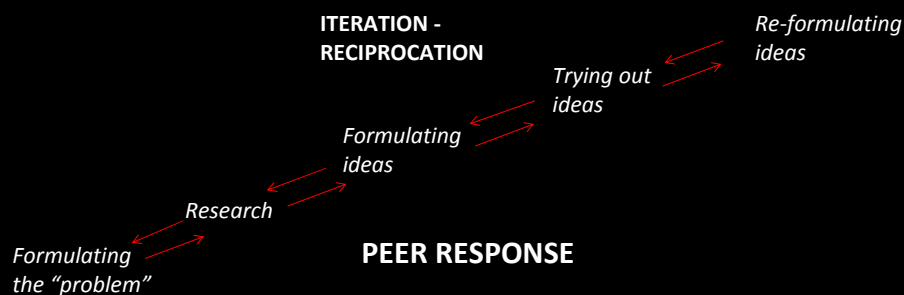 ITERATION -
RECIPROCATION
Re-formulating
ideas
Trying out
ideas
Formulating
ideas
Research
PEER RESPONSE
Formulating
the “problem”